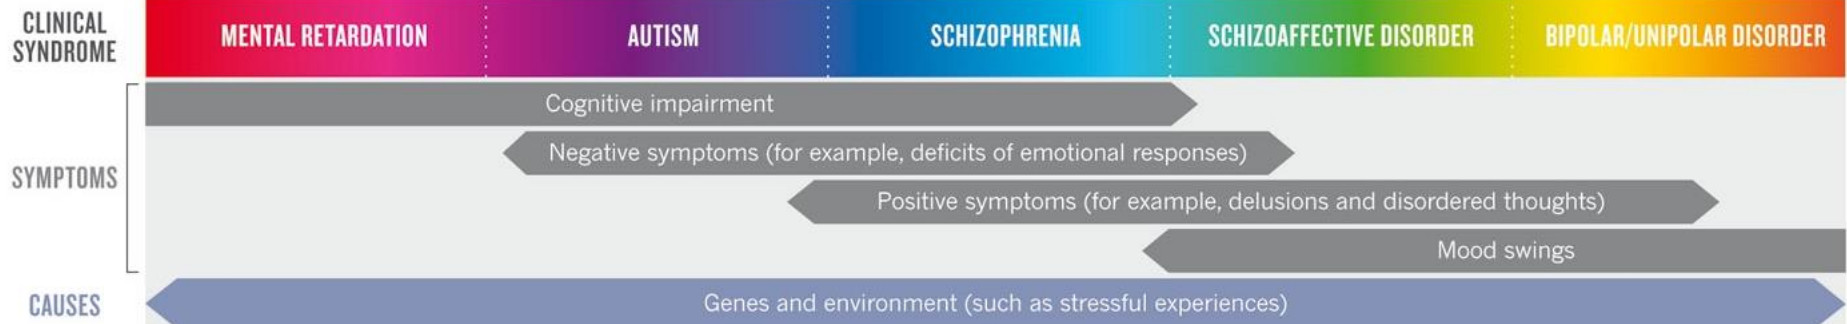 CLINICAL
SYNDROME
MENTAL RETARDATION
AUTISM
SCHIZOPHRENIA
SCHIZOAFFECTIVE DISORDER
BIPOLAR/UNIPOLAR DISORDER
SYMPTOMS
Cognitive impairment
Negative symptoms (for example, deficits of emotional responses)
Positive symptoms (for example, delusions and disordered thoughts)
Mood swings
CAUSES
Genes and environment (such as stressful experiences)